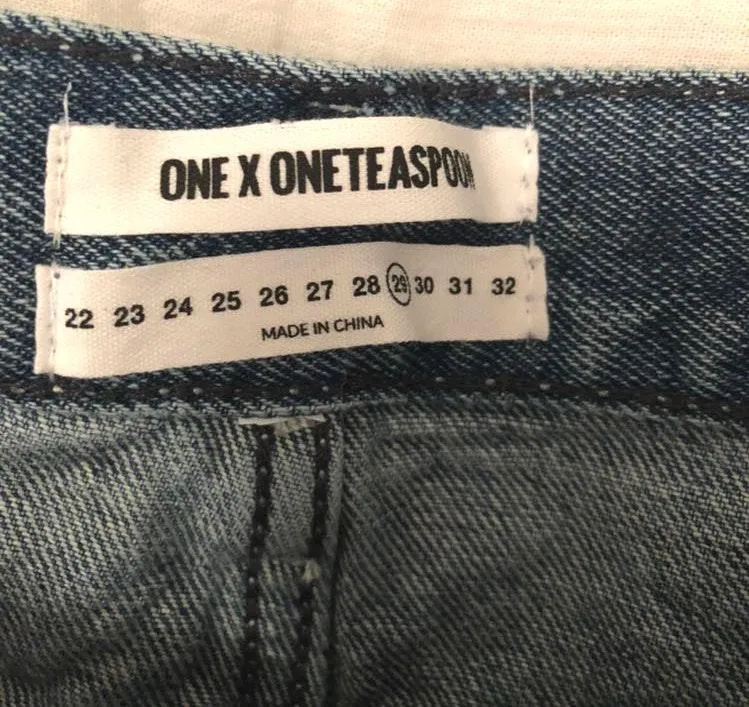 ONE X ONETEASPOON
22 23 24 25 26 27 28 29 30 31 32
MADE IN CHINA